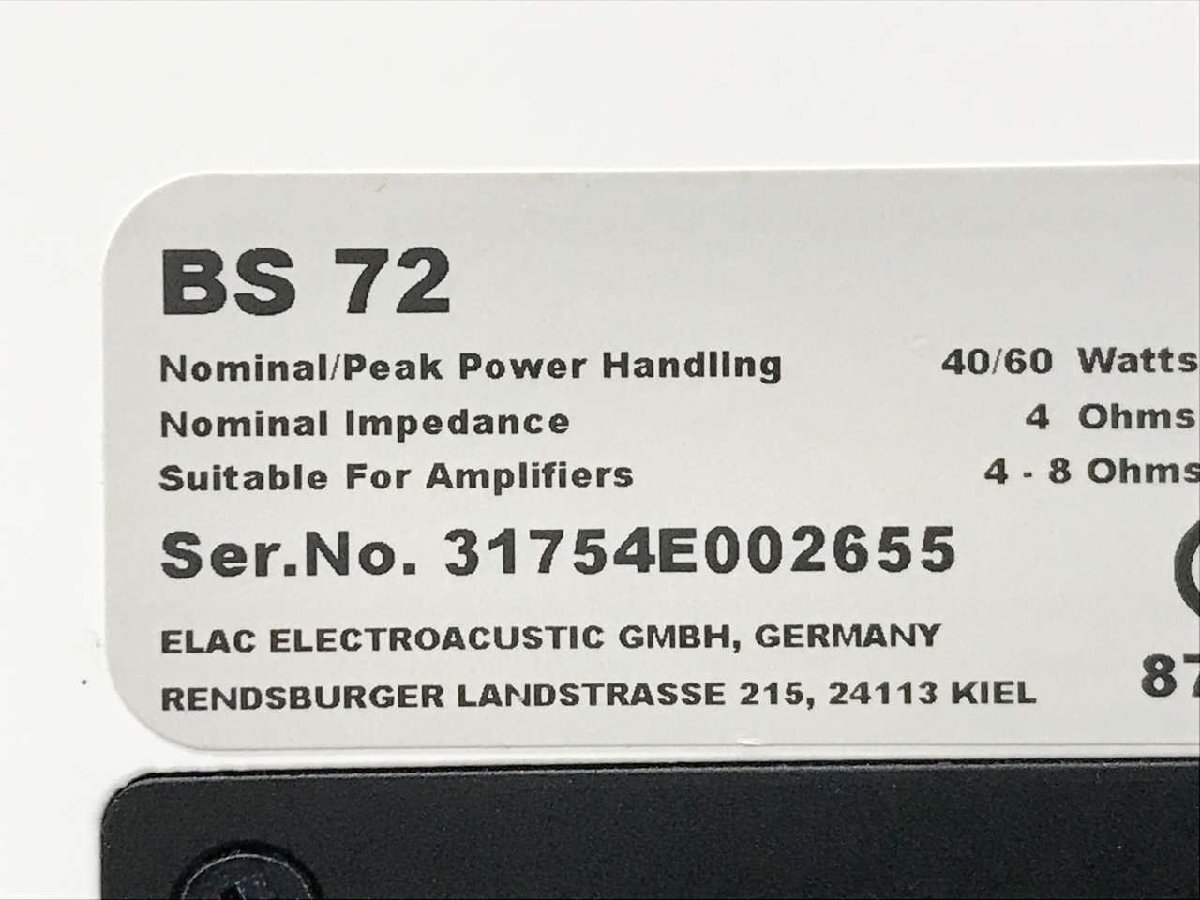 BS 72
Nominal/Peak Power Handling 40/60 Watts
Nominal Impedance 4 Ohms
Suitable For Amplifiers 4 - 8 Ohms
Ser.No. 31754E002655
ELAC ELECTROACUSTIC GMBH, GERMANY
RENDSBURGER LANDSTRASSE 215, 24113 KIEL